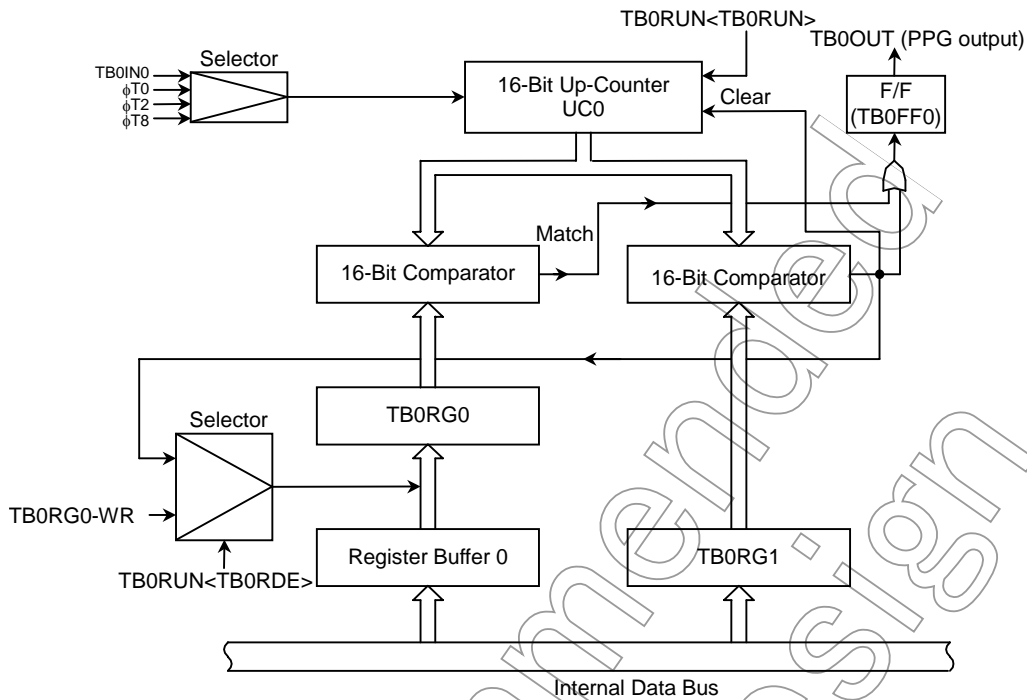 TB0RUN<TB0RUN>
TB0OUT (PPG output)
Selector
TB0IN0
ϕT0
ϕT2
ϕT8
16-Bit Up-Counter
UC0
Clear
F/F
(TB0FF0)
Match
16-Bit Comparator
16-Bit Comparator
TB0RG0
Selector
TB0RG0-WR
Register Buffer 0
TB0RG1
TB0RUN<TB0RDE>
Internal Data Bus